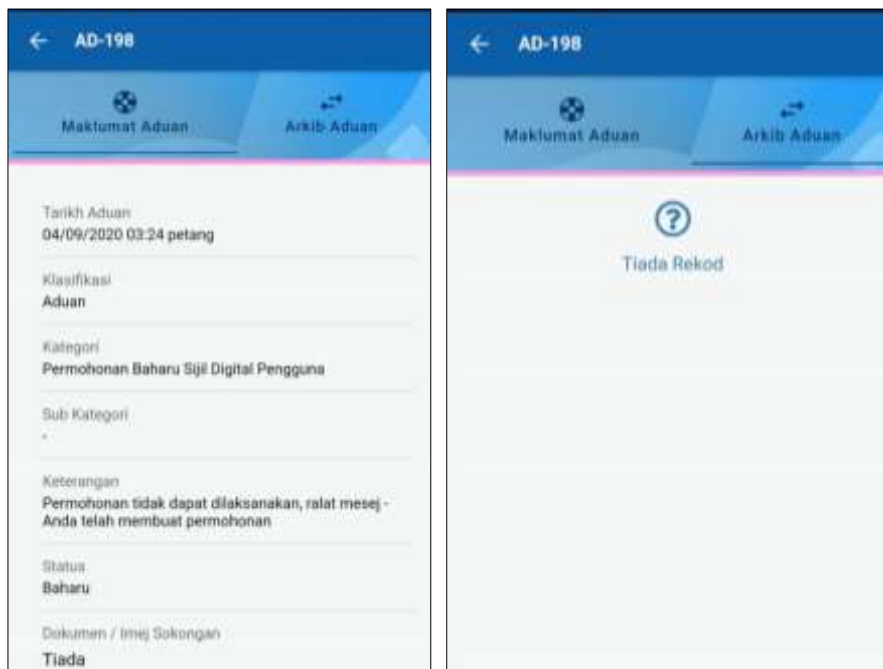 AD-198
Maklumat Aduan
Arkib Aduan
Tarikh Aduan
04/09/2020 03:24 petang
Klasifikasi
Aduan
Kategori
Permohonan Baharu Sijil Digital Pengguna
Sub Kategori
-
Keterangan
Permohonan tidak dapat dilaksanakan, ralat mesej -
Anda telah membuat permohonan
Status
Baharu
Dokumen / Imej Sokongan
Tiada
AD-198
Maklumat Aduan
Arkib Aduan
Tiada Rekod